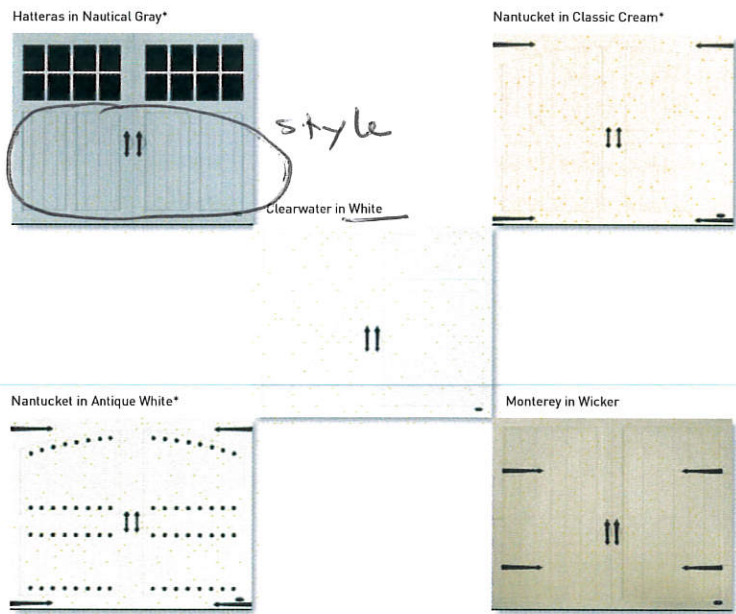 Hatteras in Nautical Gray*
Nantucket in Classic Cream*
style
Clearwater in White
Nantucket in Antique White*
Monterey in Wicker